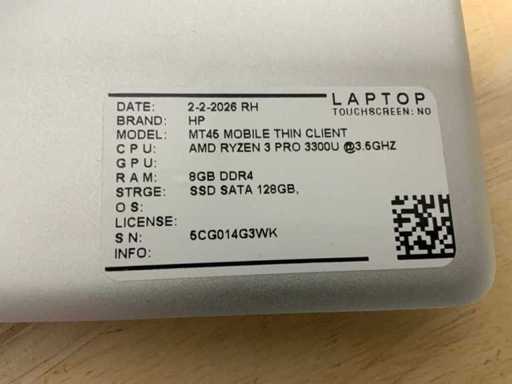 LAPTOP
TOUCHSCREEN: NO
DATE: 2-2-2026 RH
BRAND: HP
MODEL: MT45 MOBILE THIN CLIENT
CPU: AMD RYZEN 3 PRO 3300U @3.5GHZ
GPU:
RAM: 8GB DDR4
STRGE: SSD SATA 128GB,
OS:
LICENSE:
SN: 5CG014G3WK
INFO: